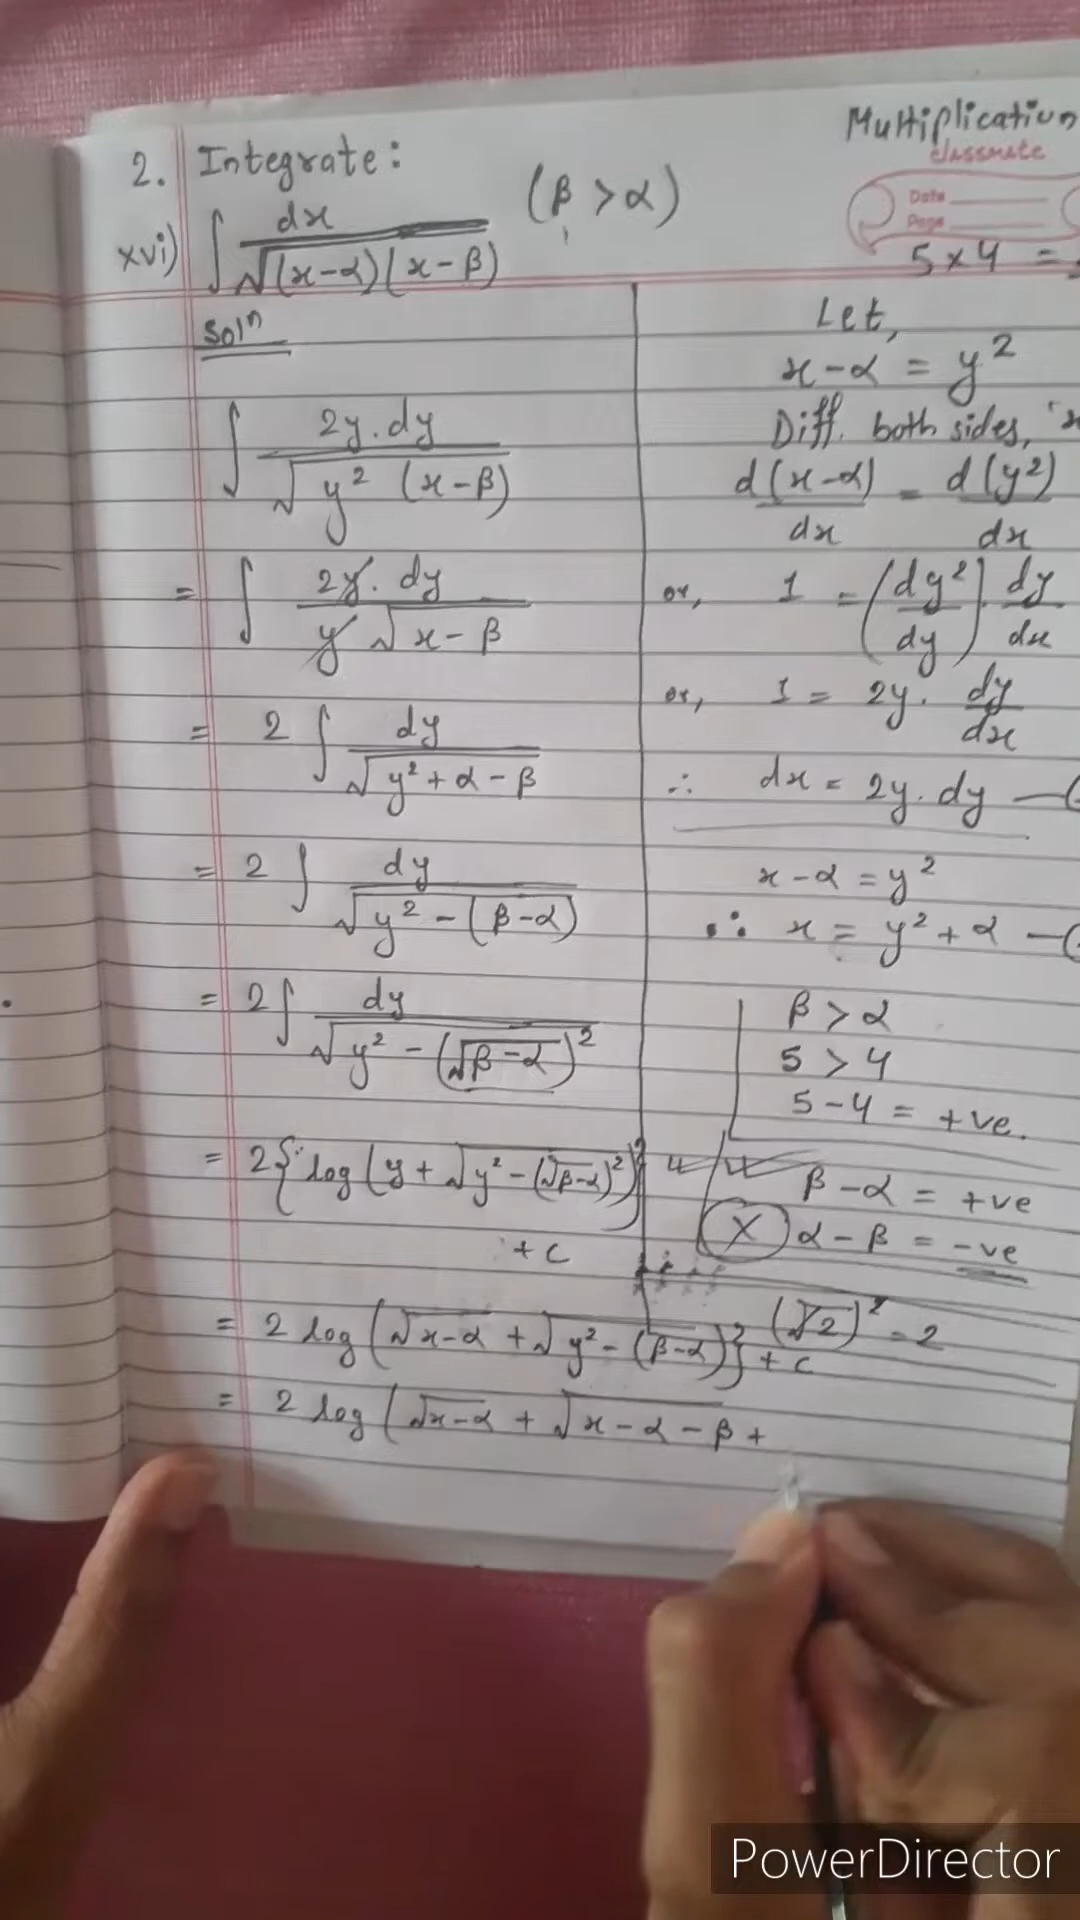 Multiplication
classmate
Date
Page
5 x 4 =
2. Integrate:
xvi) ∫ dx / √(x-α)(x-β) (β > α)
Solⁿ
∫ 2y.dy / √y² (x-β)
= ∫ 2y. dy / y √x-β
= 2 ∫ dy / √y²+α-β
= 2 ∫ dy / √y² - (β-α)
= 2 ∫ dy / √y² - (√β-α)²
= 2{log(y+√y²-(√β-α)²)}
+ c
= 2 log(√x-α + √y²-(β-α)} + c
= 2 log(√x-α + √x-α-β+
Let,
x-α = y²
Diff. both sides,
d(x-α)/dx = d(y²)/dx
or, 1 = (dy²/dy) dy/dx
or, 1 = 2y. dy/dx
∴ dx = 2y.dy
x-α = y²
∴ x = y²+α
β > α
5 > 4
5-4 = +ve.
β-α = +ve
X α-β = -ve
(√2)² = 2
PowerDirector